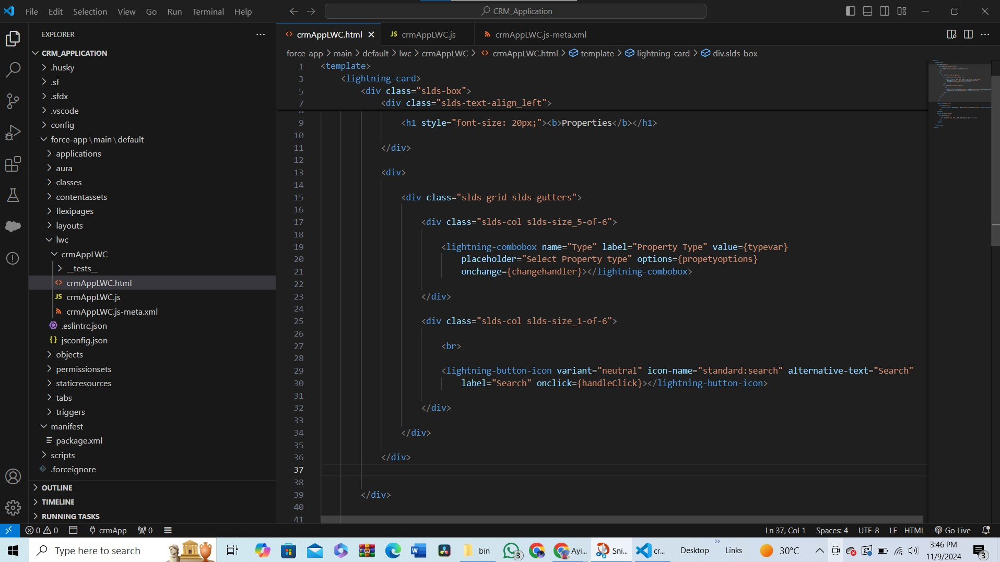 File Edit Selection View Go Run Terminal Help
CRM_Application
EXPLORER
CRM_APPLICATION
.husky
.sf
.sfdx
.vscode
config
force-app\main\default
applications
aura
classes
contentassets
flexipages
layouts
lwc
crmAppLWC
__tests__
crmAppLWC.html
JS crmAppLWC.js
crmAppLWC.js-meta.xml
.eslintrc.json
{} jsconfig.json
objects
permissionsets
staticresources
tabs
triggers
manifest
package.xml
scripts
.forceignore
OUTLINE
TIMELINE
RUNNING TASKS
crmAppLWC.html JS crmAppLWC.js crmAppLWC.js-meta.xml
force-app > main > default > lwc > crmAppLWC > crmAppLWC.html > template > lightning-card > div.slds-box
1 <template>
3 <lightning-card>
5 <div class="slds-box">
7 <div class="slds-text-align_left">
8
9 <h1 style="font-size: 20px;"><b>Properties</b></h1>
10
11 </div>
12
13 <div>
14
15 <div class="slds-grid slds-gutters">
16
17 <div class="slds-col slds-size_5-of-6">
18
19 <lightning-combobox name="Type" label="Property Type" value={typevar}
20 placeholder="Select Property type" options={propetyoptions}
21 onchange={changehandler}></lightning-combobox>
22
23 </div>
24
25 <div class="slds-col slds-size_1-of-6">
26
27 <br>
28
29 <lightning-button-icon variant="neutral" icon-name="standard:search" alternative-text="Search"
30 label="Search" onclick={handleClick}></lightning-button-icon>
31
32 </div>
33
34 </div>
35
36 </div>
37
38
39 </div>
40
41
0 0 crmApp 0 Ln 37, Col 1 Spaces: 4 UTF-8 LF HTML Go Live
Type here to search bin 3 Ayi... Sni... cr... Desktop Links 30°C 3:46 PM
11/9/2024 3